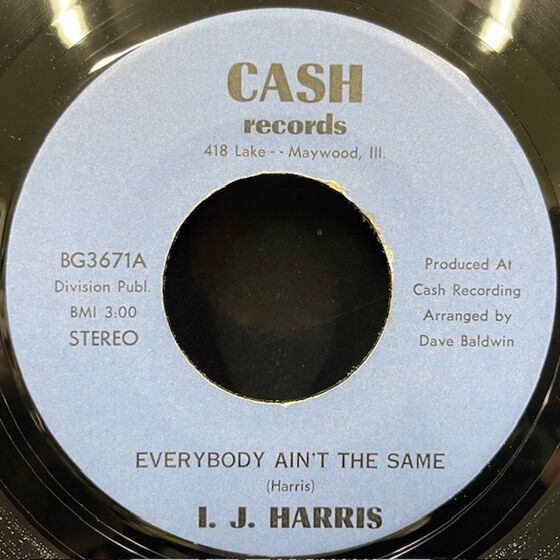 CASH
records
418 Lake -- Maywood, Ill.
BG3671A
Division Publ.
BMI 3:00
STEREO
Produced At
Cash Recording
Arranged by
Dave Baldwin
EVERYBODY AIN'T THE SAME
(Harris)
I. J. HARRIS